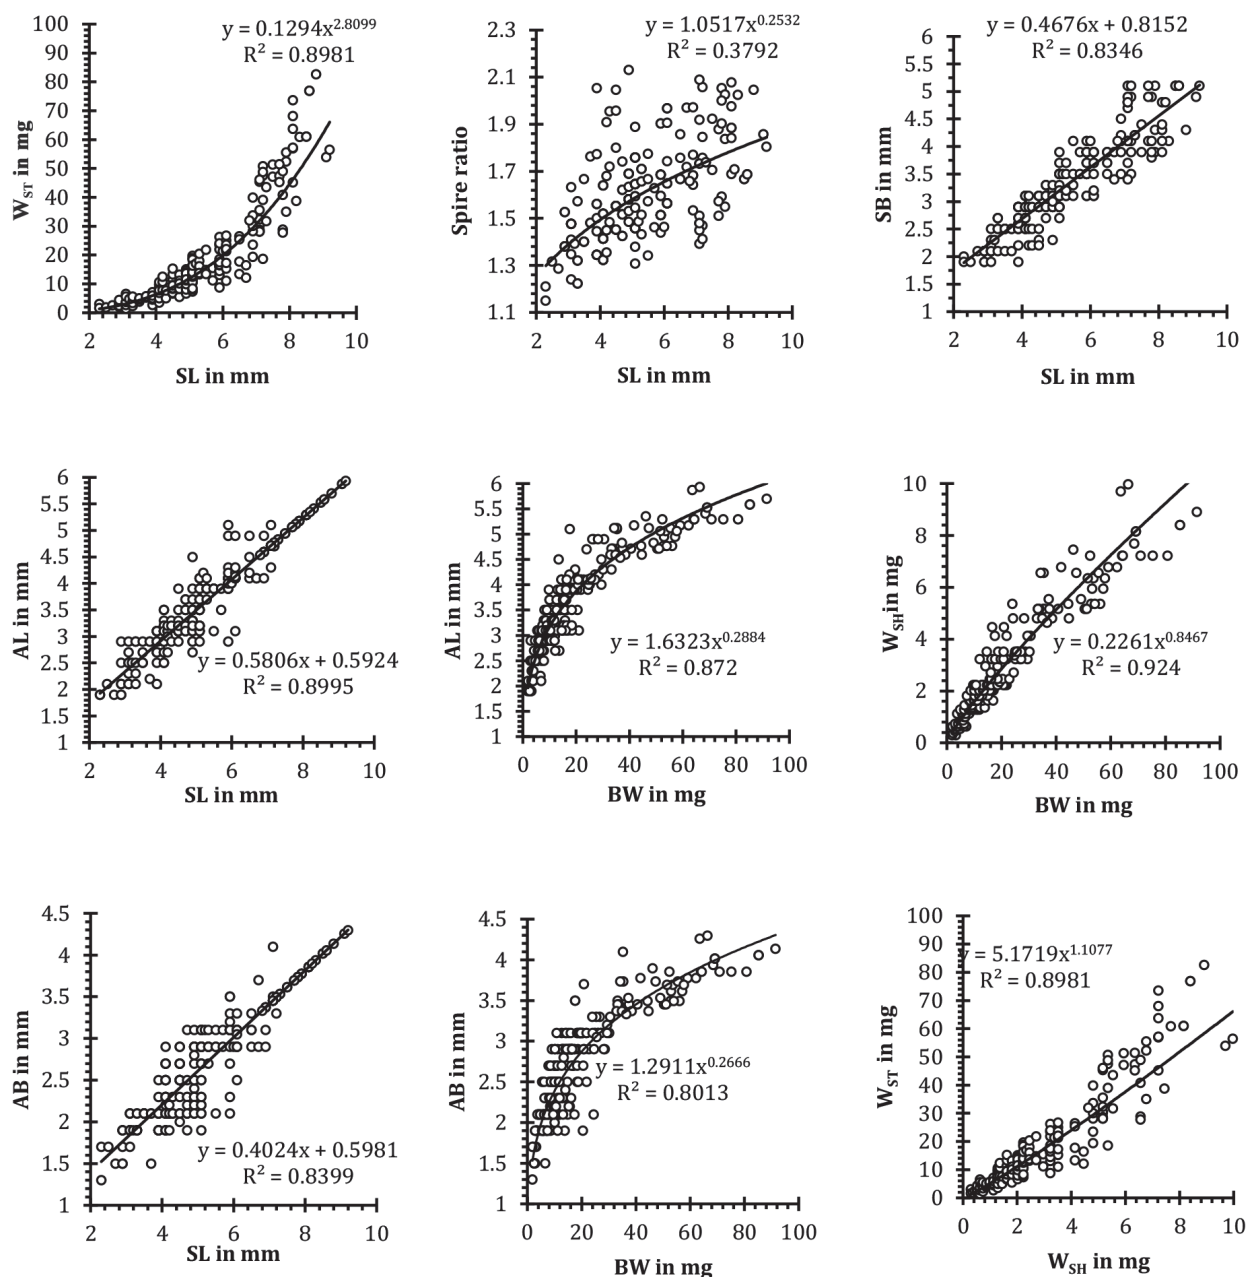 y = 0.1294x^2.8099
R² = 0.8981
100
90
80
70
60
50
40
30
20
10
0
2 4 6 8 10
W_ST in mg
SL in mm
y = 1.0517x^0.2532
R² = 0.3792
2.3
2.1
1.9
1.7
1.5
1.3
1.1
2 4 6 8 10
Spire ratio
SL in mm
y = 0.4676x + 0.8152
R² = 0.8346
6
5.5
5
4.5
4
3.5
3
2.5
2
1.5
1
2 4 6 8 10
SB in mm
SL in mm
6
5.5
5
4.5
4
3.5
3
2.5
2
1.5
1
2 4 6 8 10
AL in mm
y = 0.5806x + 0.5924
R² = 0.8995
SL in mm
6
5.5
5
4.5
4
3.5
3
2.5
2
1.5
1
0 20 40 60 80 100
AL in mm
y = 1.6323x^0.2884
R² = 0.872
BW in mg
10
8
6
4
2
0
0 20 40 60 80 100
W_SH in mg
y = 0.2261x^0.8467
R² = 0.924
BW in mg
4.5
4
3.5
3
2.5
2
1.5
1
2 4 6 8 10
AB in mm
y = 0.4024x + 0.5981
R² = 0.8399
SL in mm
4.5
4
3.5
3
2.5
2
1.5
1
0 20 40 60 80 100
AB in mm
y = 1.2911x^0.2666
R² = 0.8013
BW in mg
100
90
80
70
60
50
40
30
20
10
0
0 2 4 6 8 10
W_ST in mg
y = 5.1719x^1.1077
R² = 0.8981
W_SH in mg